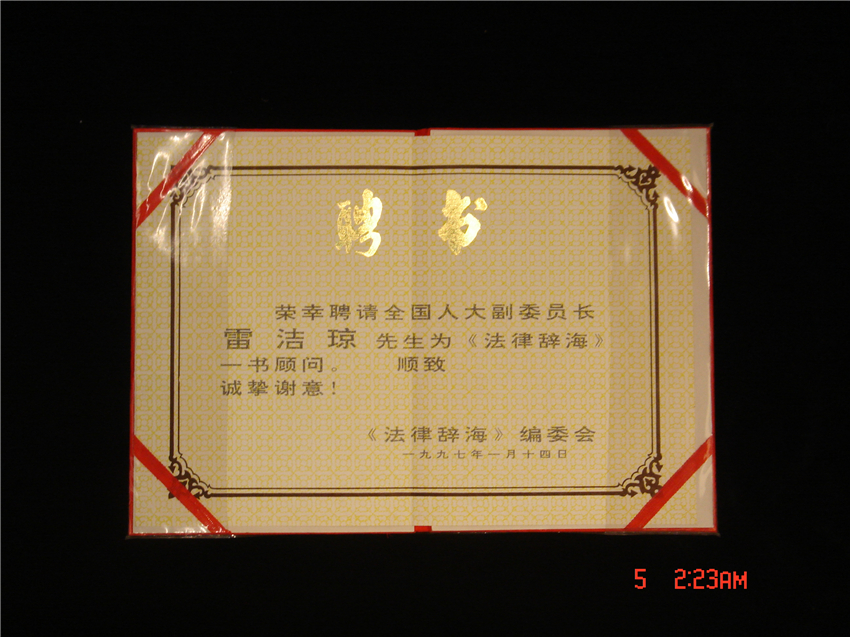 聘 书
荣幸聘请全国人大副委员长
雷洁琼 先生为《法律辞海》
一书顾问。 顺致
诚挚谢意！
《法律辞海》编委会
一九九七年一月十四日
5 2:23AM